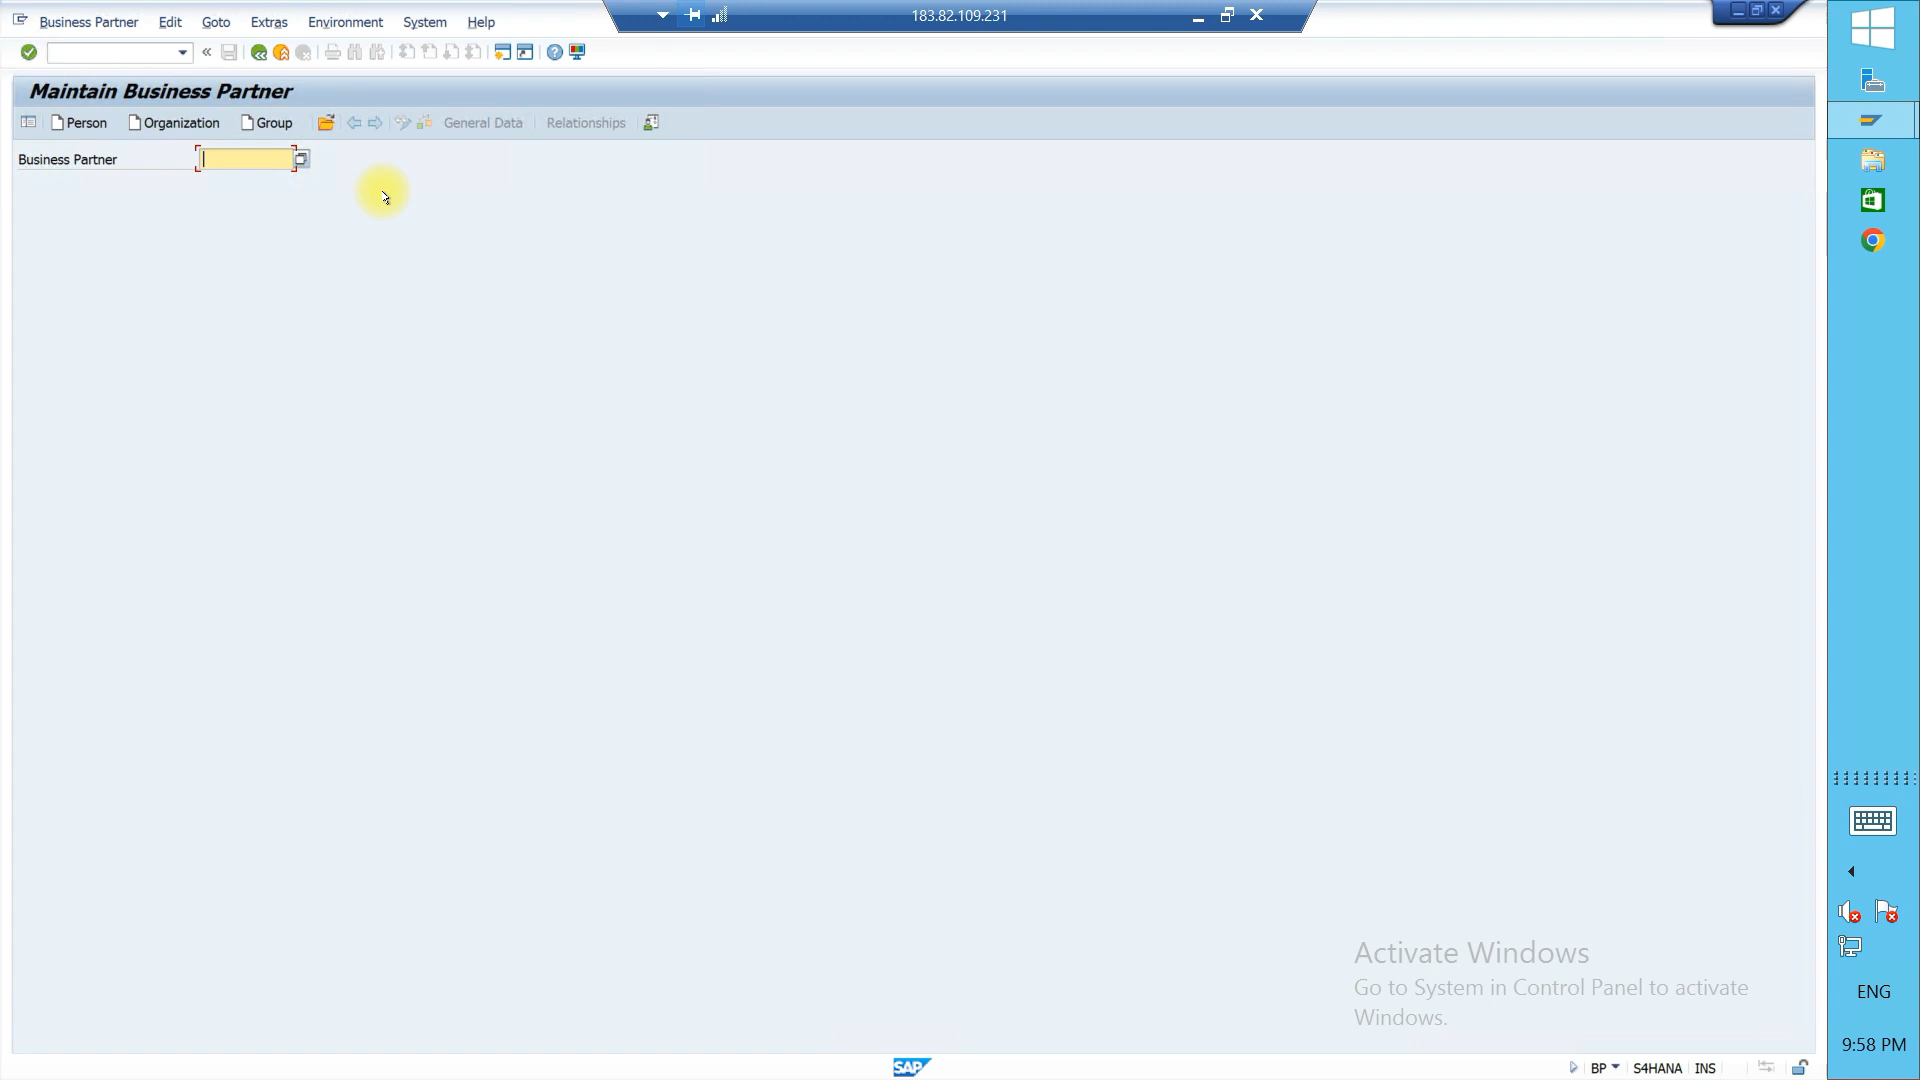 Business Partner Edit Goto Extras Environment System Help
183.82.109.231
Maintain Business Partner
Person Organization Group General Data Relationships
Business Partner
Activate Windows
Go to System in Control Panel to activate
Windows.
ENG
9:58 PM
SAP
BP S4HANA INS